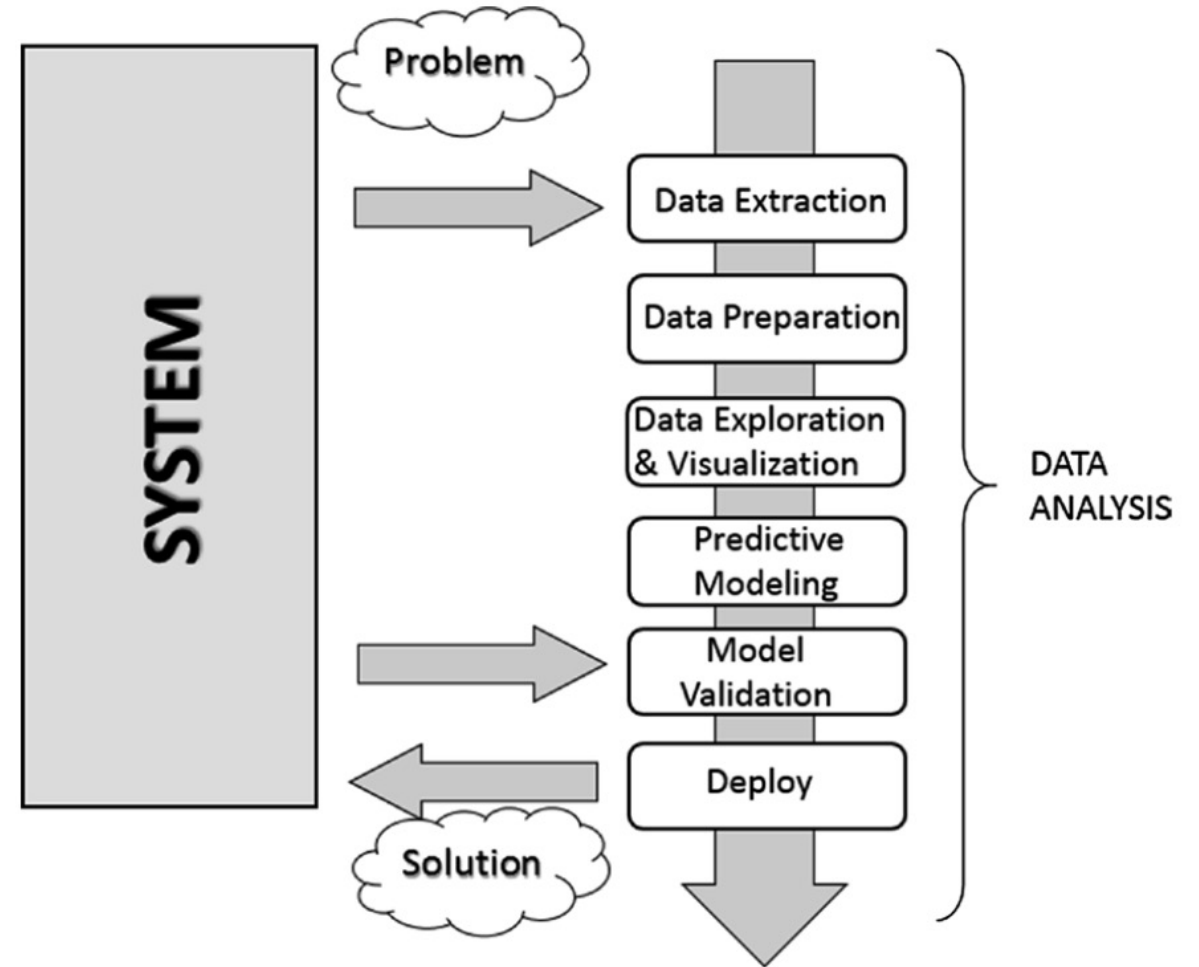 Problem
SYSTEM
Data Extraction
Data Preparation
Data Exploration
& Visualization
Predictive
Modeling
Model
Validation
Deploy
Solution
DATA
ANALYSIS